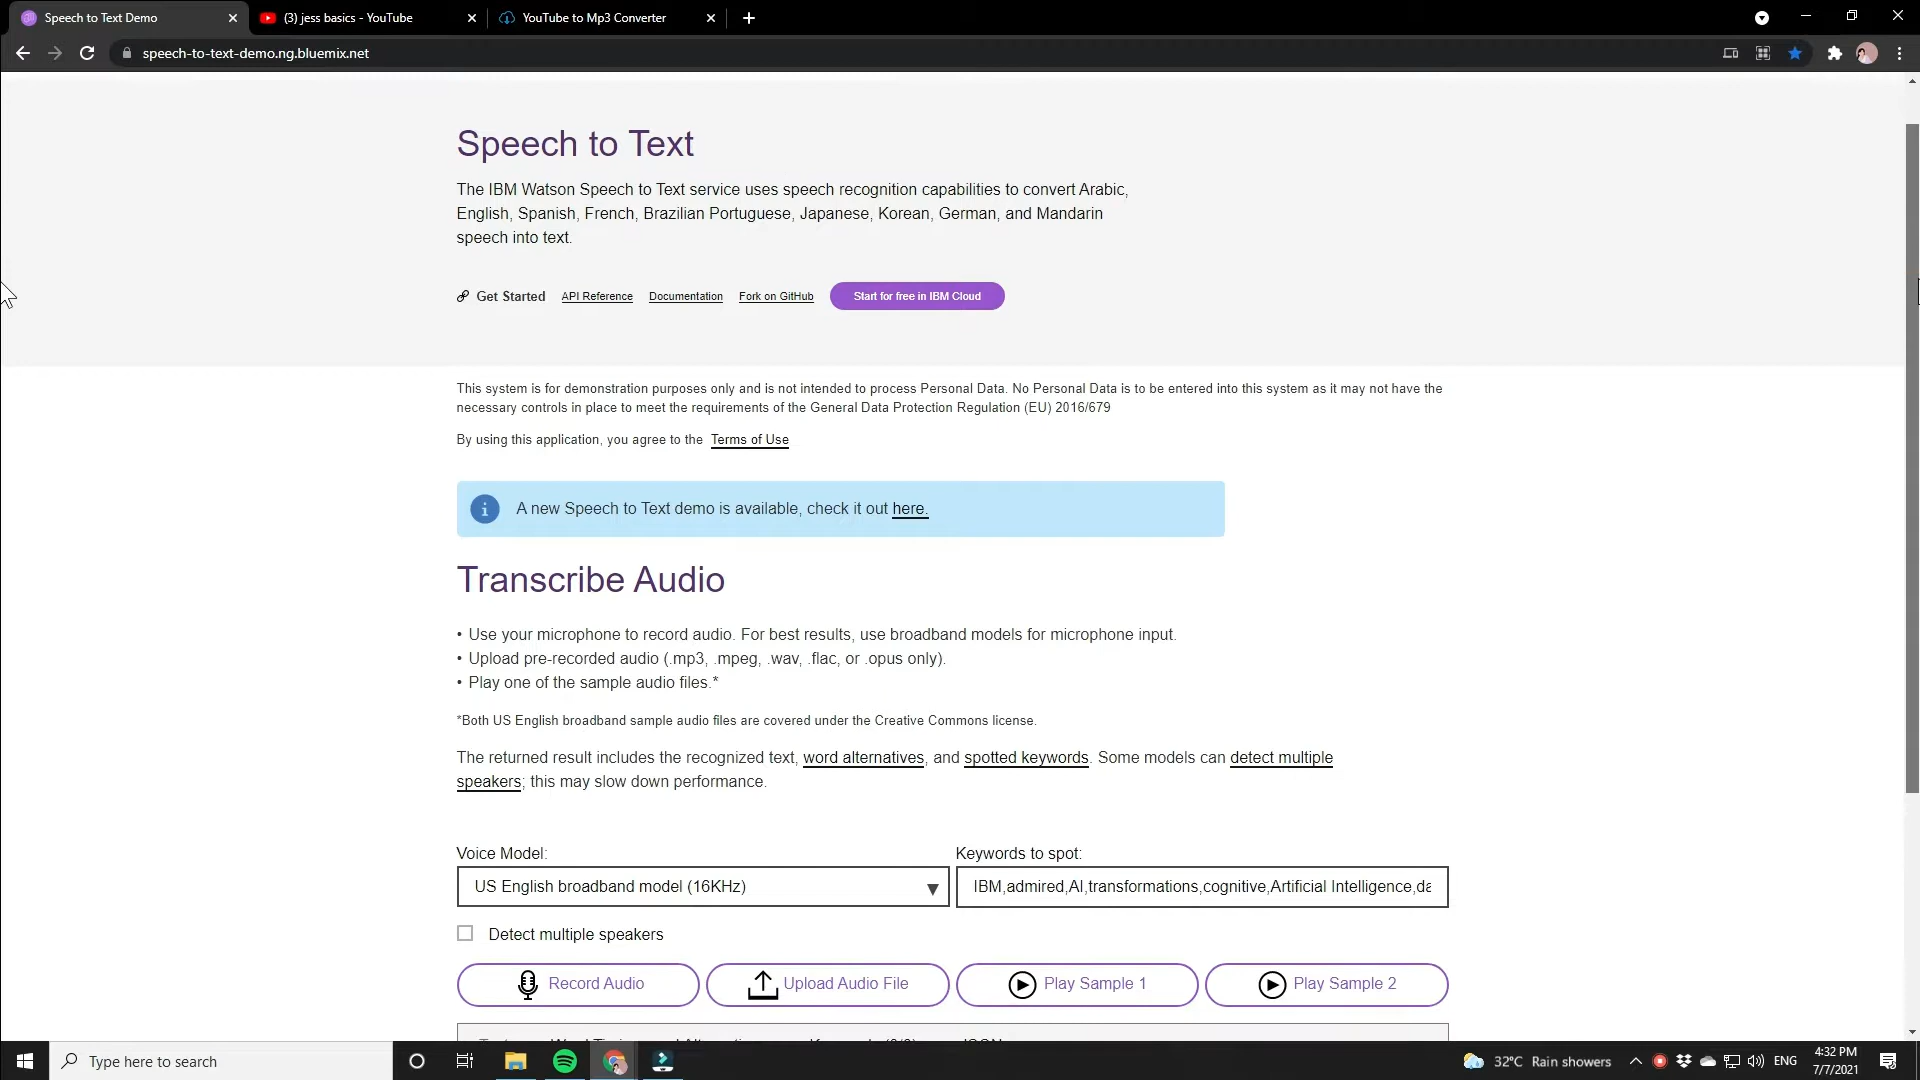 Speech to Text Demo
(3) jess basics - YouTube
YouTube to Mp3 Converter
speech-to-text-demo.ng.bluemix.net
Speech to Text
The IBM Watson Speech to Text service uses speech recognition capabilities to convert Arabic,
English, Spanish, French, Brazilian Portuguese, Japanese, Korean, German, and Mandarin
speech into text.
Get Started API Reference Documentation Fork on GitHub Start for free in IBM Cloud
This system is for demonstration purposes only and is not intended to process Personal Data. No Personal Data is to be entered into this system as it may not have the
necessary controls in place to meet the requirements of the General Data Protection Regulation (EU) 2016/679
By using this application, you agree to the Terms of Use
A new Speech to Text demo is available, check it out here.
Transcribe Audio
• Use your microphone to record audio. For best results, use broadband models for microphone input.
• Upload pre-recorded audio (.mp3, .mpeg, .wav, .flac, or .opus only).
• Play one of the sample audio files.*
*Both US English broadband sample audio files are covered under the Creative Commons license.
The returned result includes the recognized text, word alternatives, and spotted keywords. Some models can detect multiple
speakers; this may slow down performance.
Voice Model: Keywords to spot:
US English broadband model (16KHz) IBM,admired,AI,transformations,cognitive,Artificial Intelligence,da
Detect multiple speakers
Record Audio Upload Audio File Play Sample 1 Play Sample 2
Type here to search
32°C Rain showers
ENG
4:32 PM
7/7/2021